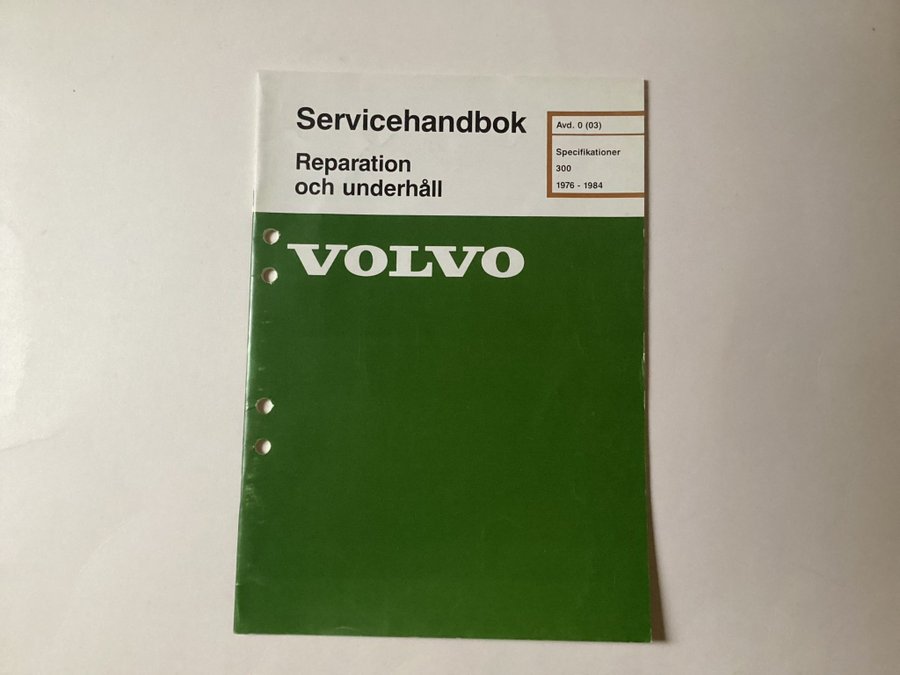 Servicehandbok
Reparation
och underhåll
Avd. 0 (03)
Specifikationer
300
1976 - 1984
VOLVO